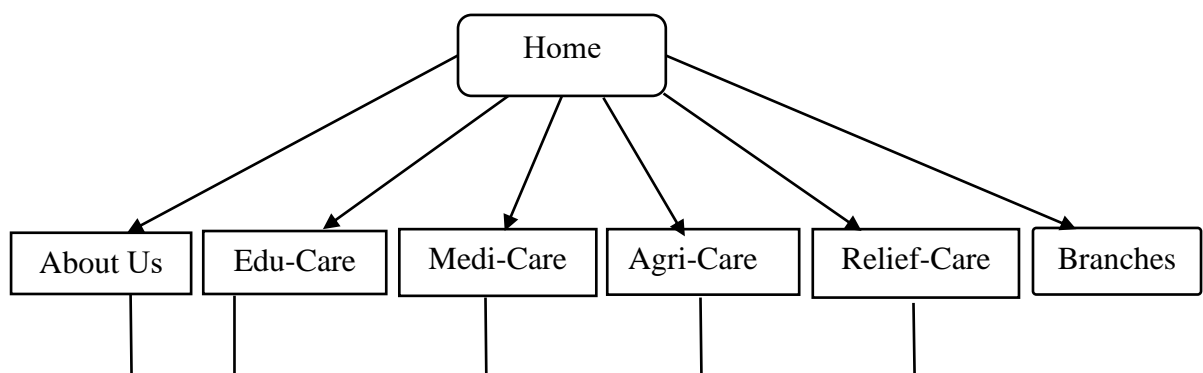 Home
About Us
Edu-Care
Medi-Care
Agri-Care
Relief-Care
Branches